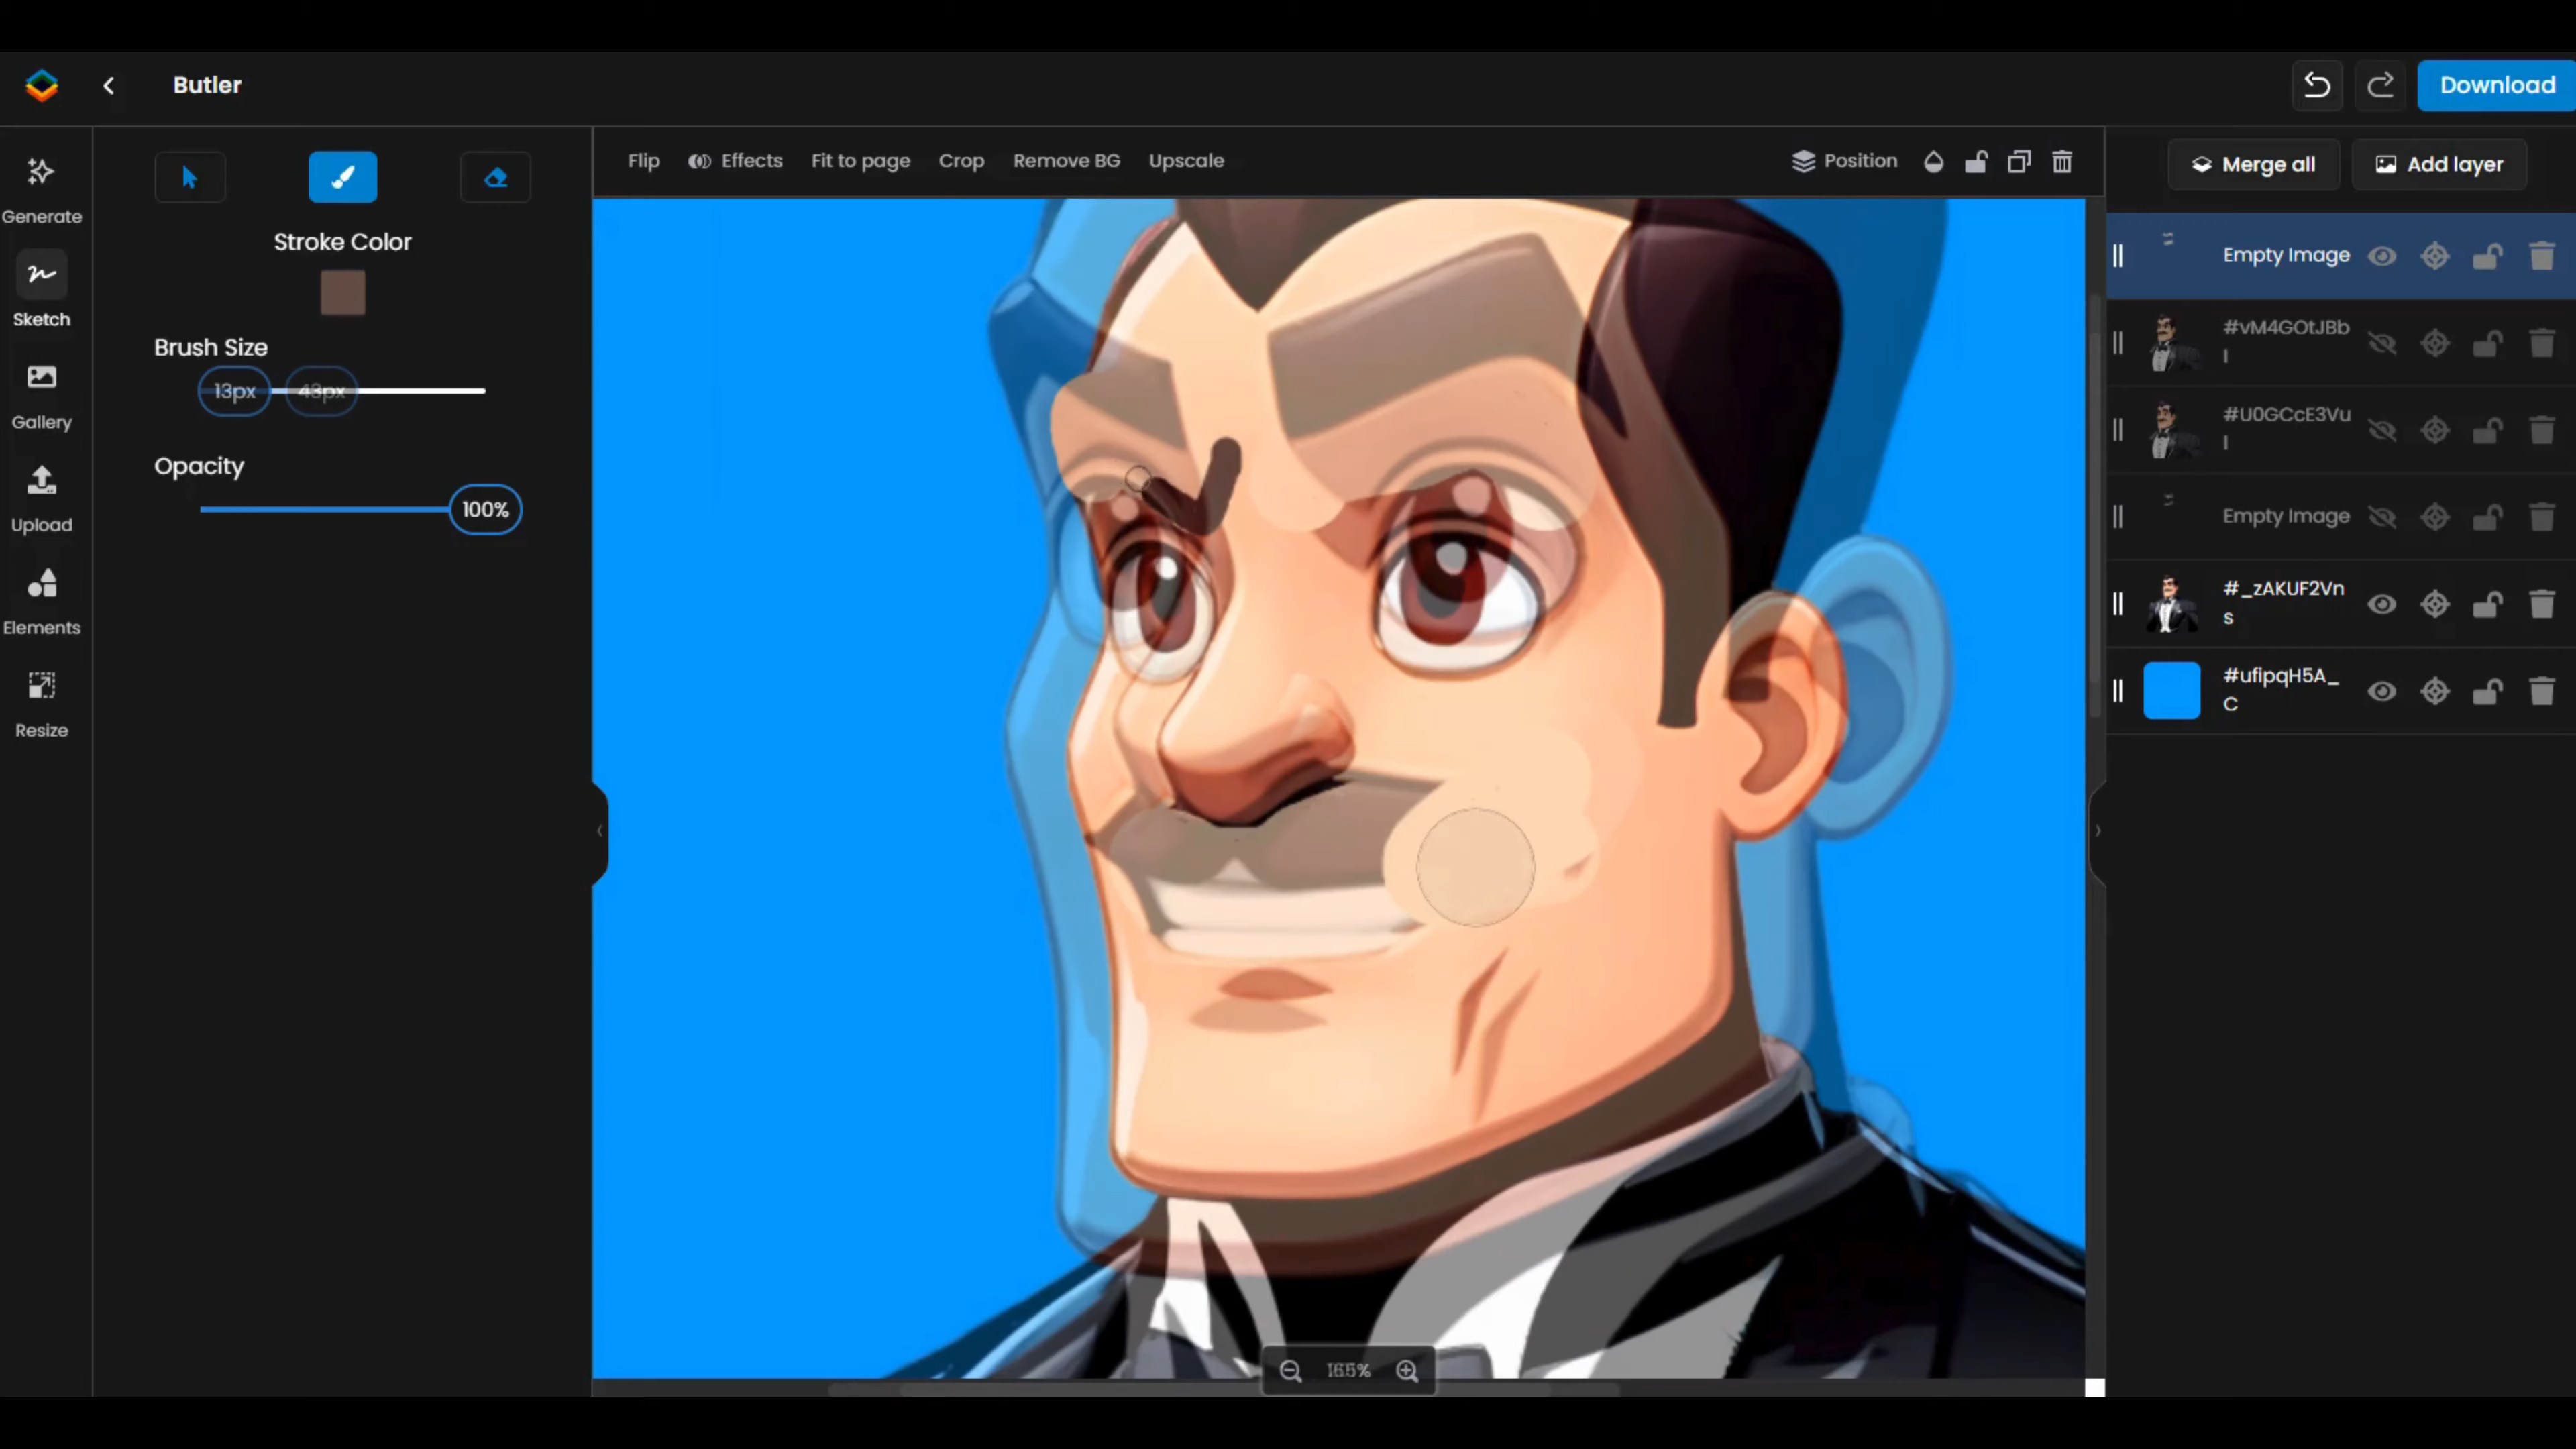 Butler
Download
Generate
Sketch
Gallery
Upload
Elements
Resize
Stroke Color
Brush Size
13px 43px
Opacity
100%
Flip Effects Fit to page Crop Remove BG Upscale
Position
Merge all Add layer
Empty Image
#vM4GOtJBb
l
#U0GCcE3Vu
l
Empty Image
#_zAKUF2Vn
s
#ufipqH5A_
C
165%